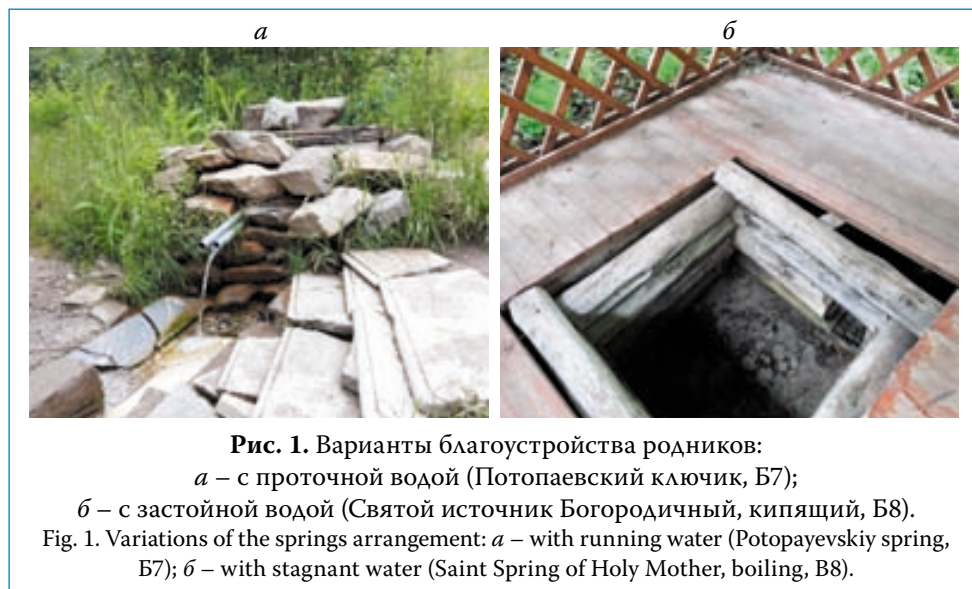 а
б
Рис. 1. Варианты благоустройства родников:
а – с проточной водой (Потопаевский ключик, Б7);
б – с застойной водой (Святой источник Богородичный, кипящий, Б8).
Fig. 1. Variations of the springs arrangement: а – with running water (Potopayevskiy spring,
Б7); б – with stagnant water (Saint Spring of Holy Mother, boiling, B8).